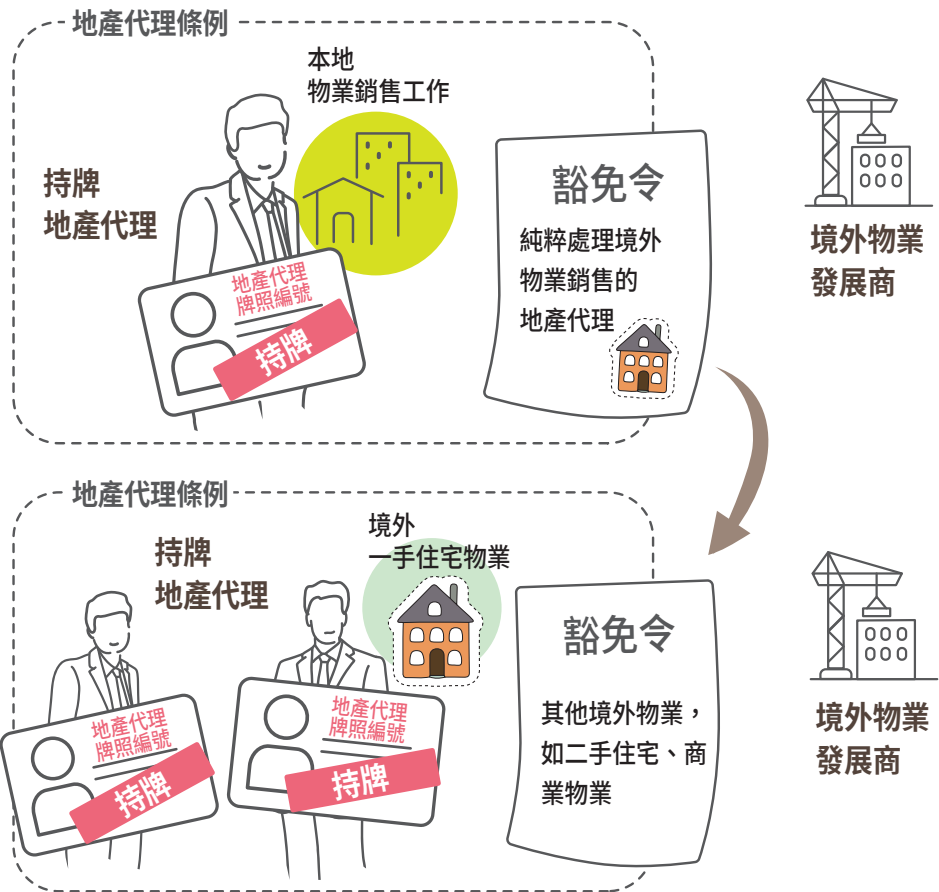 地產代理條例
本地
物業銷售工作
持牌
地產代理
地產代理
牌照編號
持牌
豁免令
純粹處理境外
物業銷售的
地產代理
境外物業
發展商
地產代理條例
持牌
地產代理
境外
一手住宅物業
地產代理
牌照編號
持牌
地產代理
牌照編號
持牌
豁免令
其他境外物業，
如二手住宅、商
業物業
境外物業
發展商